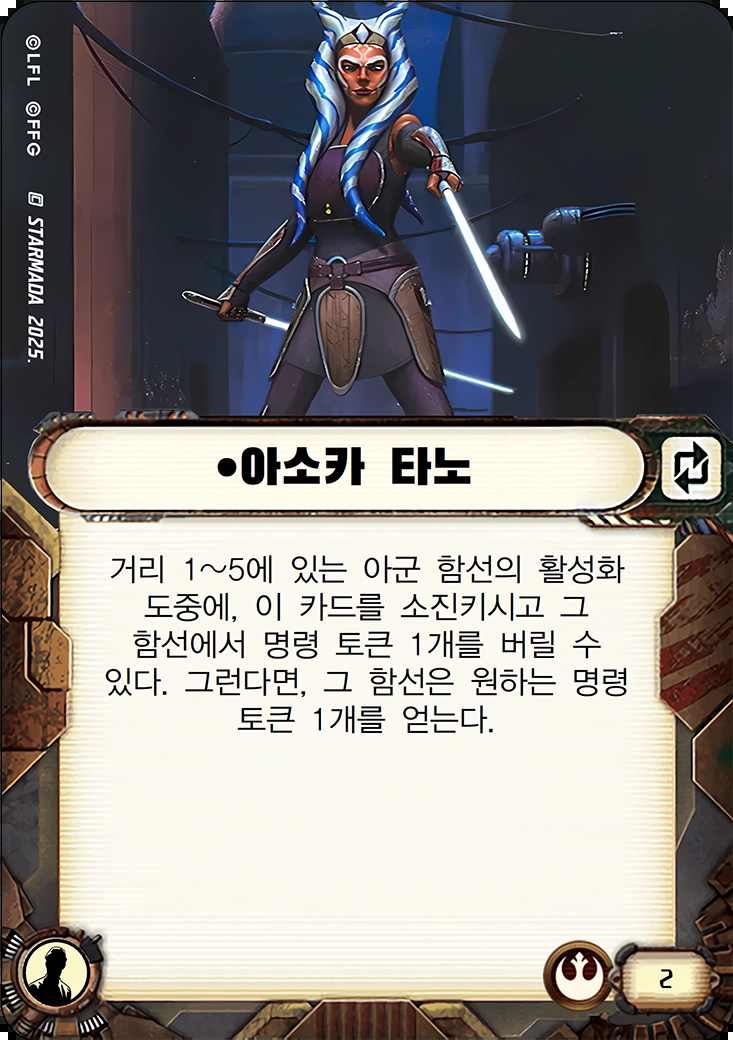 ©LFL ©FFG STARMADA 2025.
•아소카 타노
거리 1~5에 있는 아군 함선의 활성화
도중에, 이 카드를 소진키시고 그
함선에서 명령 토큰 1개를 버릴 수
있다. 그런다면, 그 함선은 원하는 명령
토큰 1개를 얻는다.
2